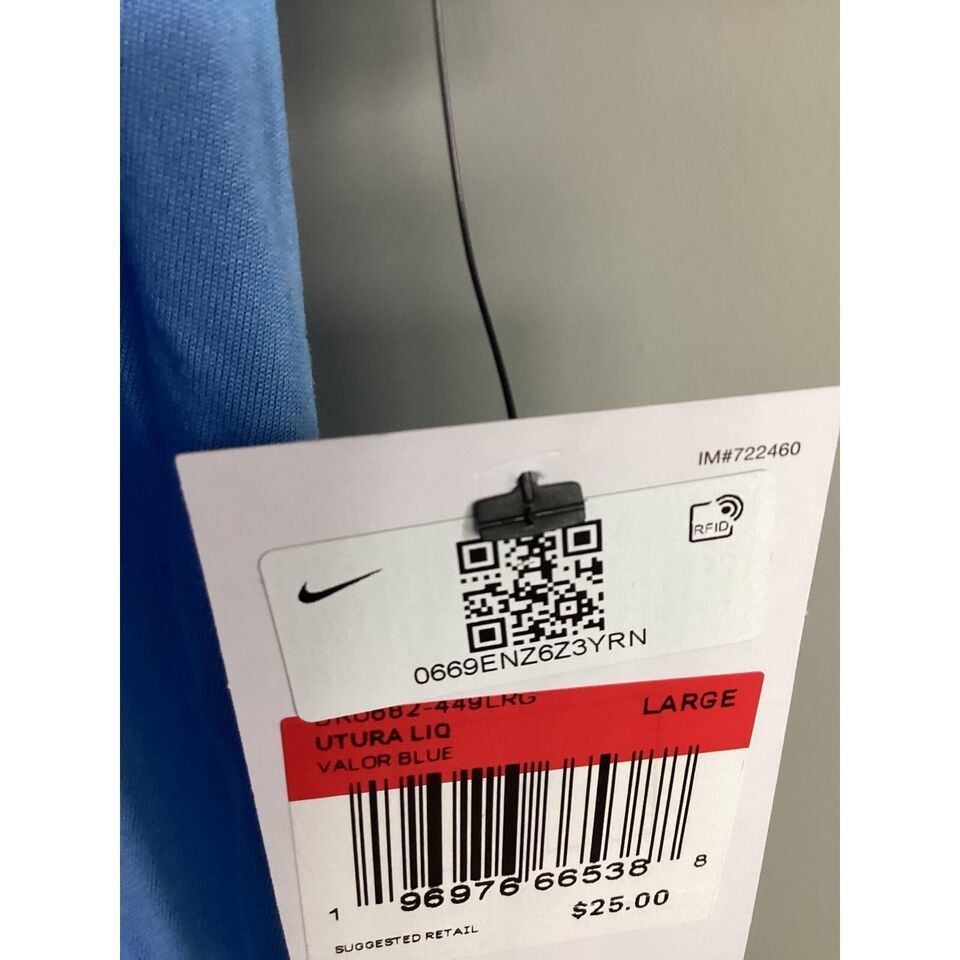 IM#722460
RFID
0669ENZ6Z3YRN
LARGE
UTURA LIQ
VALOR BLUE
1 96976 66538 8
$25.00
SUGGESTED RETAIL